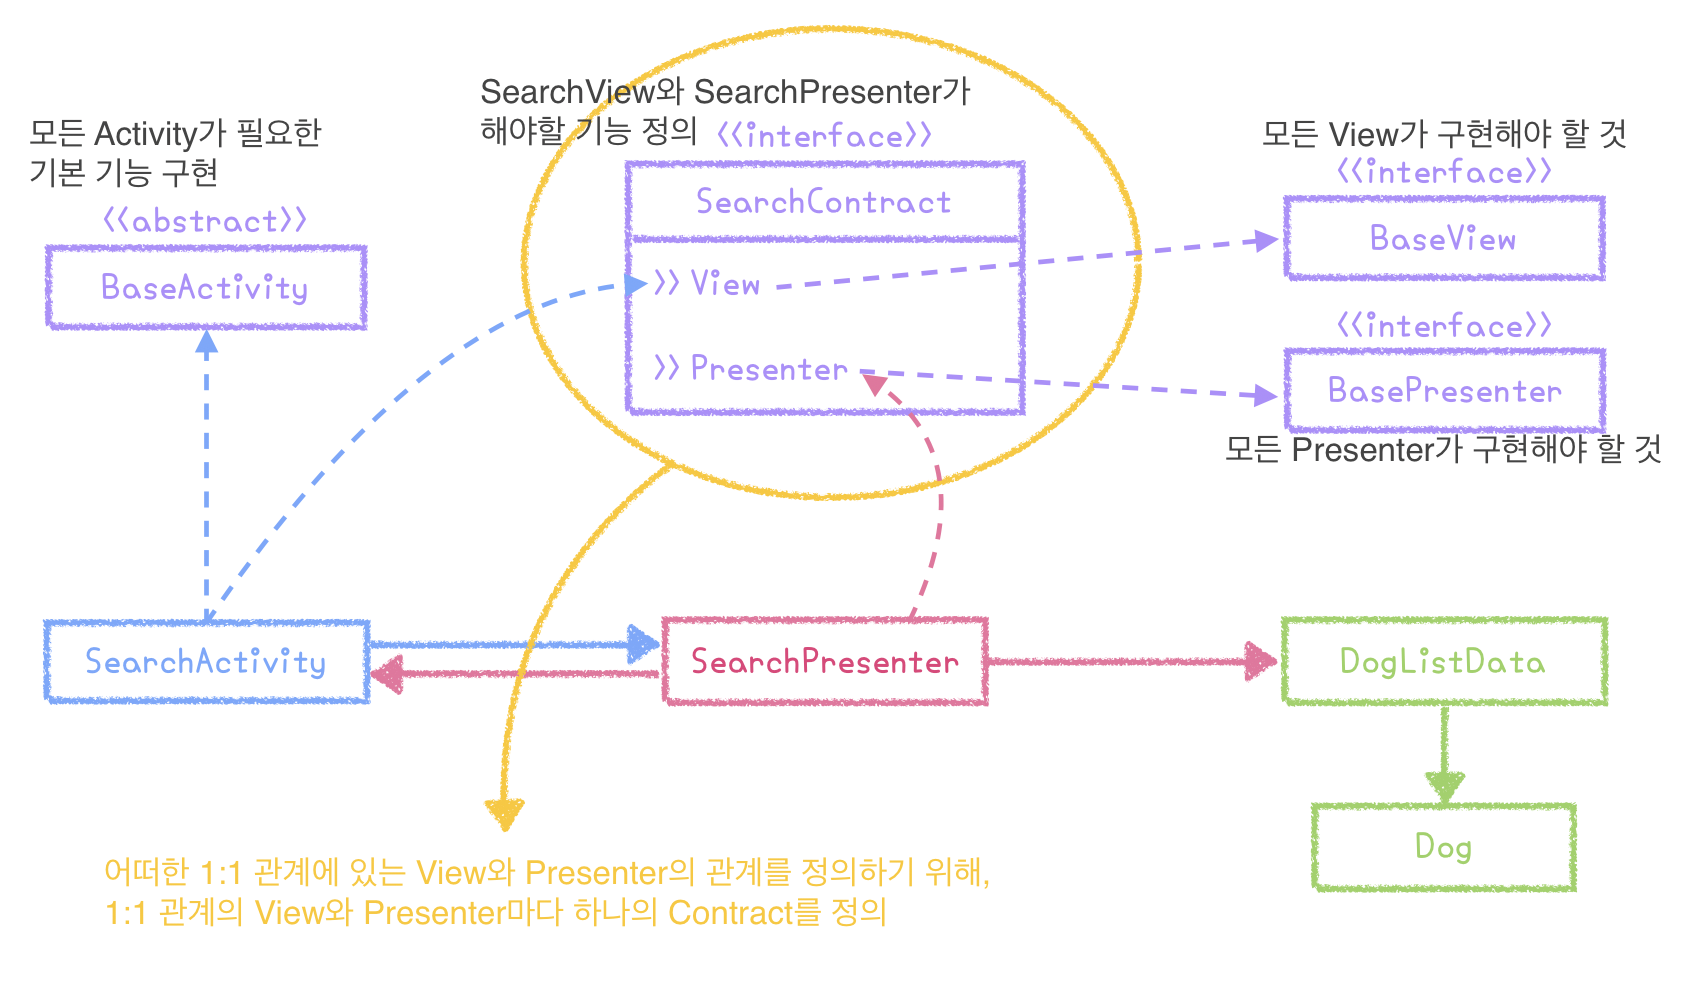 SearchView와 SearchPresenter가
해야할 기능 정의
<<interface>>
SearchContract
>> View
>> Presenter
모든 Activity가 필요한
기본 기능 구현
<<abstract>>
BaseActivity
모든 View가 구현해야 할 것
<<interface>>
BaseView
<<interface>>
BasePresenter
모든 Presenter가 구현해야 할 것
SearchActivity
SearchPresenter
DogListData
Dog
어떠한 1:1 관계에 있는 View와 Presenter의 관계를 정의하기 위해,
1:1 관계의 View와 Presenter마다 하나의 Contract를 정의